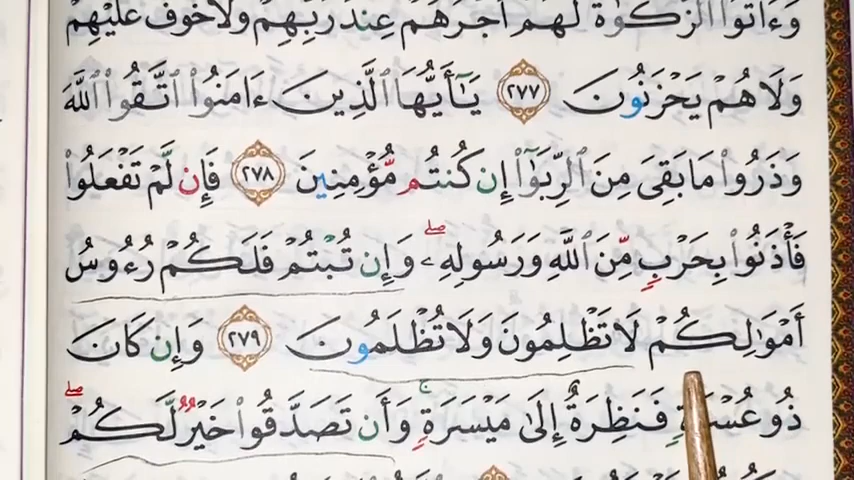 وَءَاتَوُا۟ ٱلزَّكَوٰةَ لَهُمْ أَجْرُهُمْ عِندَ رَبِّهِمْ وَلَا خَوْفٌ عَلَيْهِمْ
وَلَا هُمْ يَحْزَنُونَ ٢٧٧ يَـٰٓأَيُّهَا ٱلَّذِينَ ءَامَنُوا۟ ٱتَّقُوا۟ ٱللَّهَ
وَذَرُوا۟ مَا بَقِىَ مِنَ ٱلرِّبَوٰٓا۟ إِن كُنتُم مُّؤْمِنِينَ ٢٧٨ فَإِن لَّمْ تَفْعَلُوا۟
فَأْذَنُوا۟ بِحَرْبٍ مِّنَ ٱللَّهِ وَرَسُولِهِۦ ۖ وَإِن تُبْتُمْ فَلَكُمْ رُءُوسُ
أَمْوَٰلِكُمْ لَا تَظْلِمُونَ وَلَا تُظْلَمُونَ ٢٧٩ وَإِن كَانَ
ذُو عُسْرَةٍ فَنَظِرَةٌ إِلَىٰ مَيْسَرَةٍ ۚ وَأَن تَصَدَّقُوا۟ خَيْرٌ لَّكُمْ ۖ